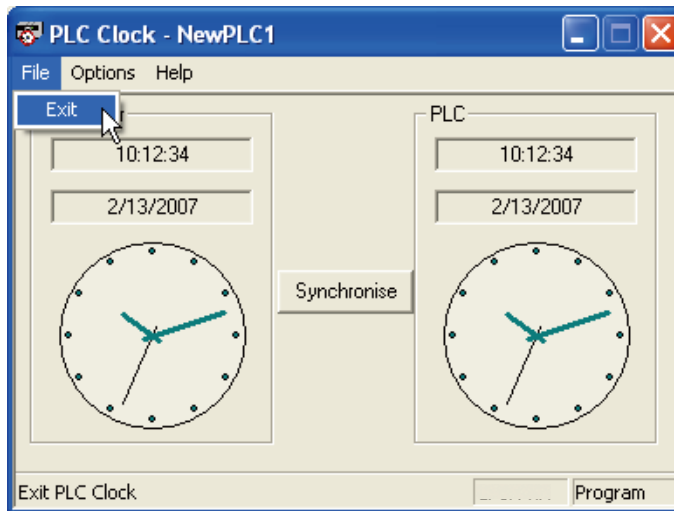 PLC Clock - NewPLC1
File Options Help
Exit
PLC
10:12:34
10:12:34
2/13/2007
2/13/2007
Synchronise
Exit PLC Clock
Program